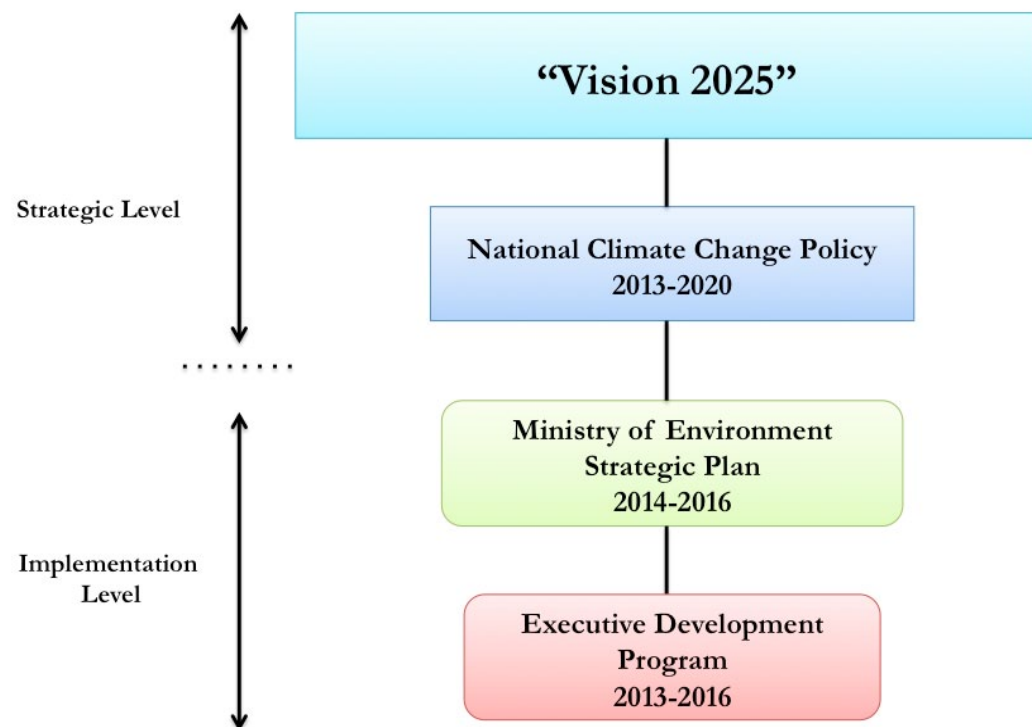 “Vision 2025”
Strategic Level
National Climate Change Policy
2013-2020
Ministry of Environment
Strategic Plan
2014-2016
Implementation
Level
Executive Development
Program
2013-2016